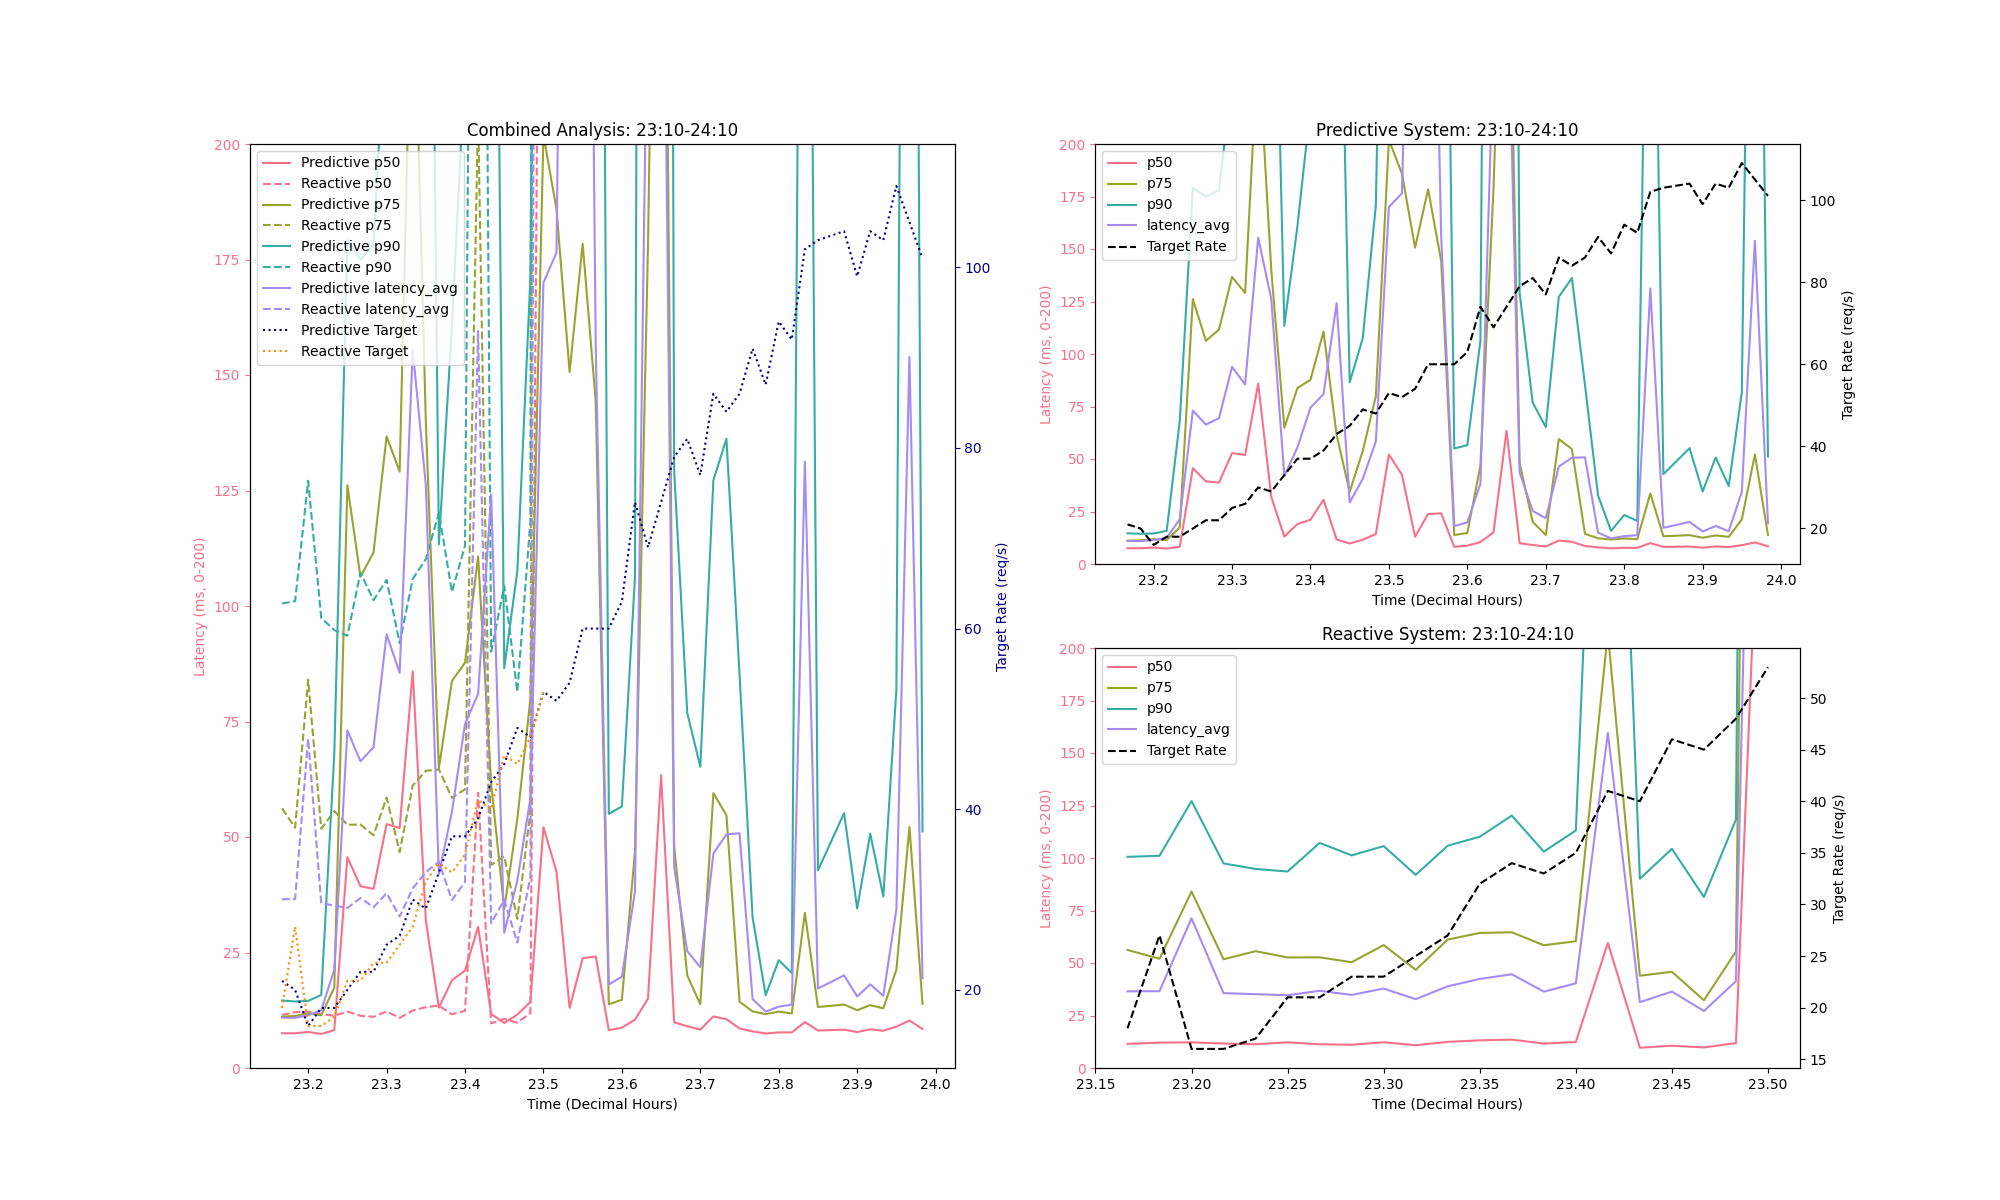 Combined Analysis: 23:10-24:10
Predictive p50
Reactive p50
Predictive p75
Reactive p75
Predictive p90
Reactive p90
Predictive latency_avg
Reactive latency_avg
Predictive Target
Reactive Target
200
175
150
125
100
75
50
25
0
Latency (ms, 0-200)
100
80
60
40
20
Target Rate (req/s)
23.2 23.3 23.4 23.5 23.6 23.7 23.8 23.9 24.0
Time (Decimal Hours)
Predictive System: 23:10-24:10
p50
p75
p90
latency_avg
Target Rate
200
175
150
125
100
75
50
25
0
Latency (ms, 0-200)
100
80
60
40
20
Target Rate (req/s)
23.2 23.3 23.4 23.5 23.6 23.7 23.8 23.9 24.0
Time (Decimal Hours)
Reactive System: 23:10-24:10
p50
p75
p90
latency_avg
Target Rate
200
175
150
125
100
75
50
25
0
Latency (ms, 0-200)
50
45
40
35
30
25
20
15
Target Rate (req/s)
23.15 23.20 23.25 23.30 23.35 23.40 23.45 23.50
Time (Decimal Hours)